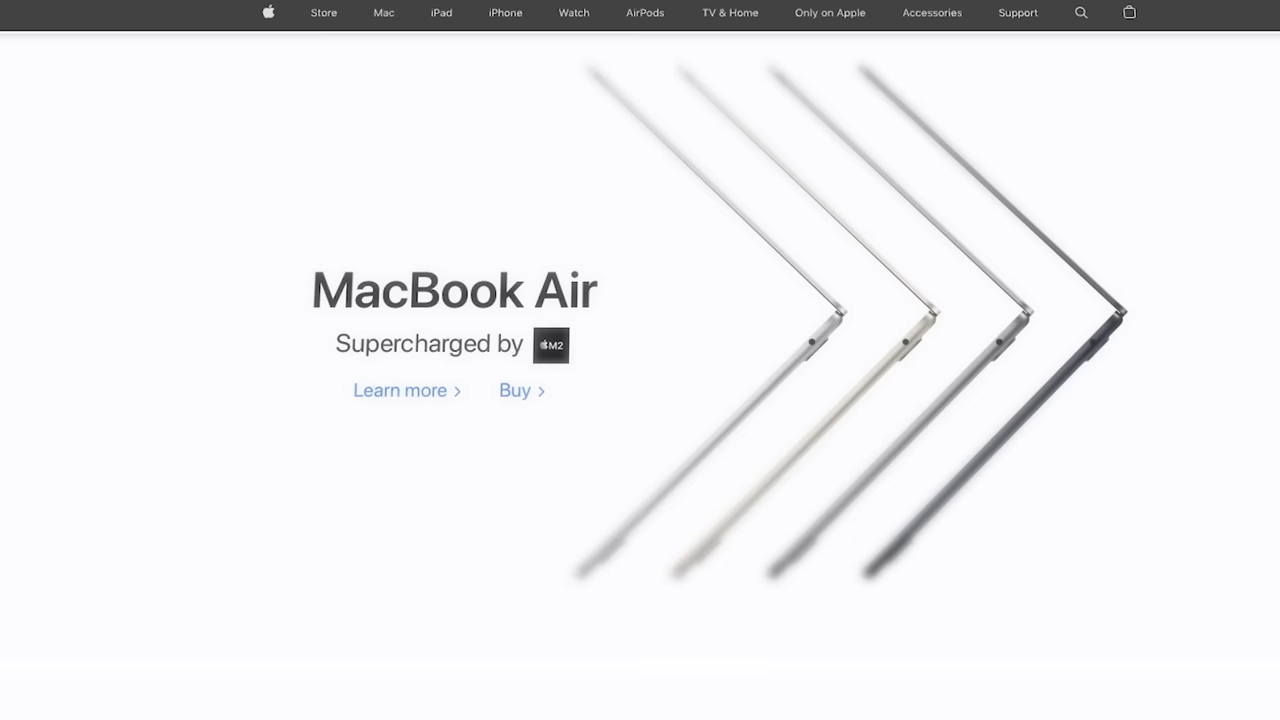 Store Mac iPad iPhone Watch AirPods TV & Home Only on Apple Accessories Support
MacBook Air
Supercharged by M2
Learn more > Buy >